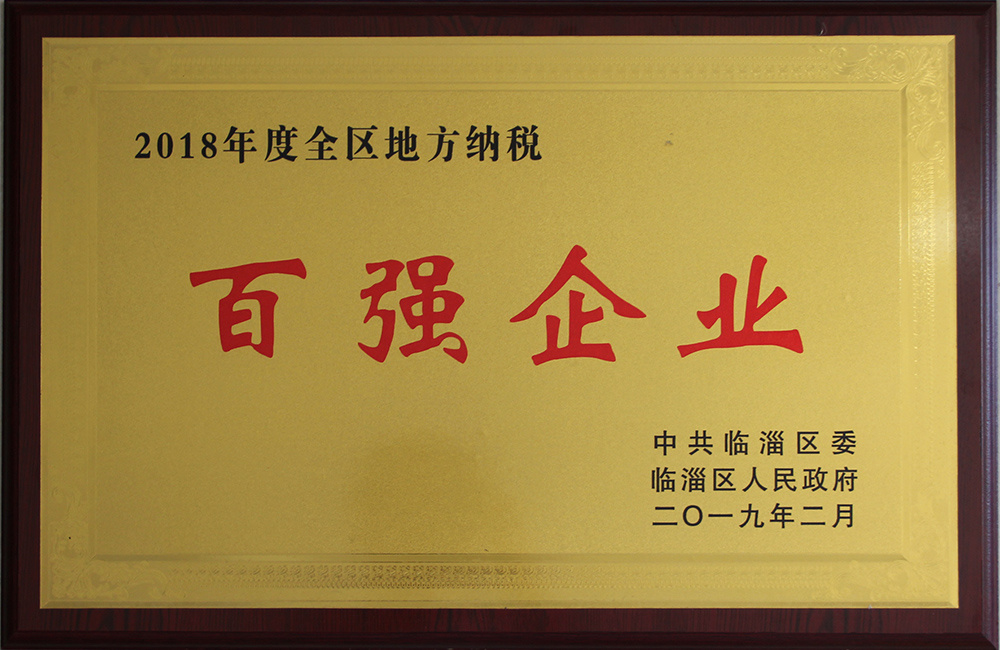 2018年度全区地方纳税
百强企业
中共临淄区委
临淄区人民政府
二〇一九年二月